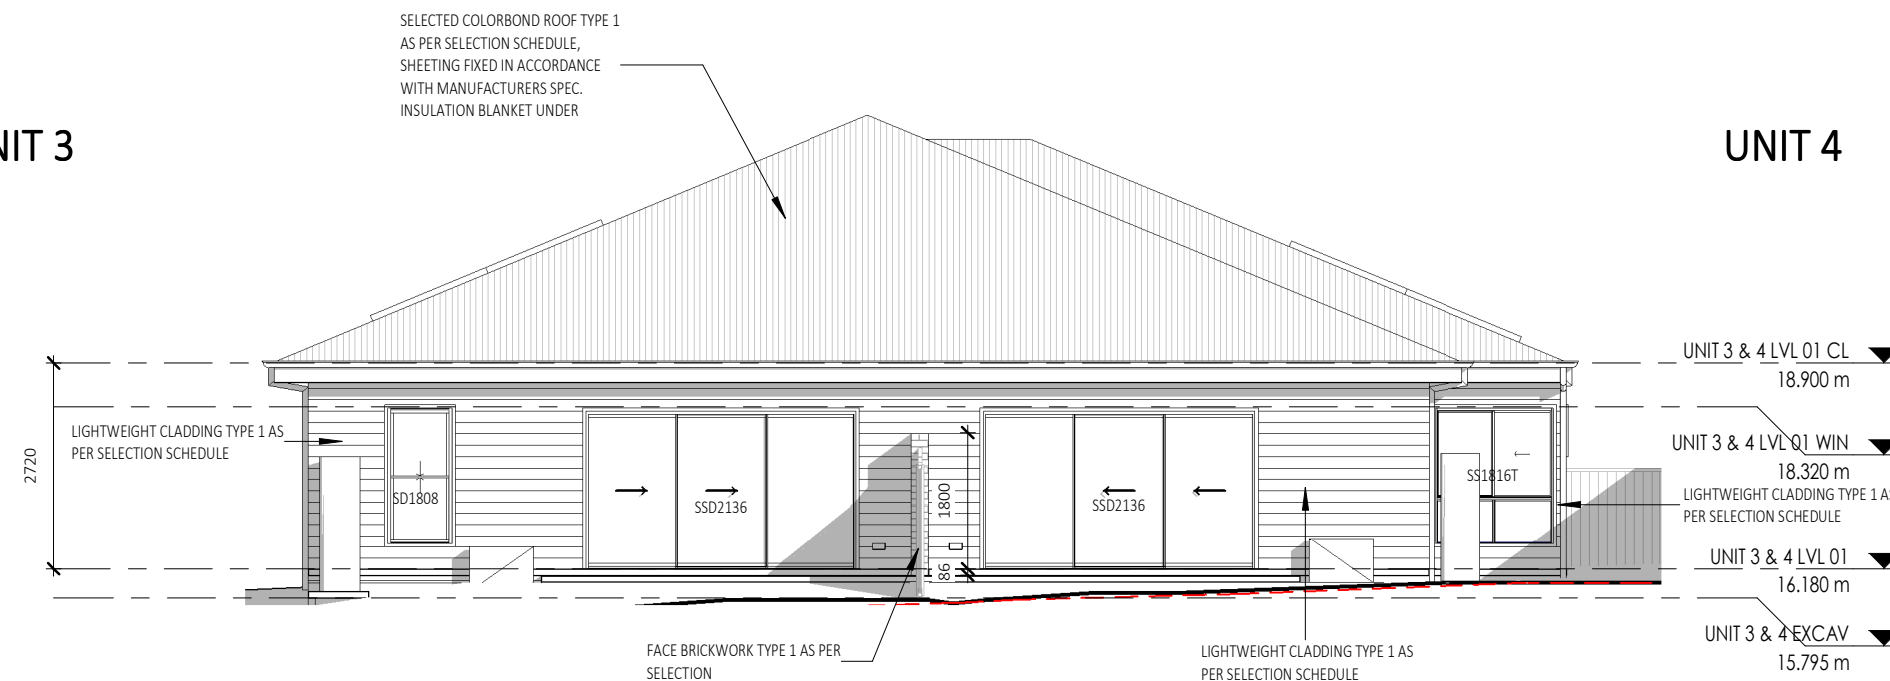 SELECTED COLORBOND ROOF TYPE 1
AS PER SELECTION SCHEDULE,
SHEETING FIXED IN ACCORDANCE
WITH MANUFACTURERS SPEC.
INSULATION BLANKET UNDER
NIT 3
UNIT 4
UNIT 3 & 4 LVL 01 CL
18.900 m
LIGHTWEIGHT CLADDING TYPE 1 AS
PER SELECTION SCHEDULE
2720
SD1808
SSD2136
1800
86
SSD2136
SS1816T
UNIT 3 & 4 LVL 01 WIN
18.320 m
LIGHTWEIGHT CLADDING TYPE 1 AS
PER SELECTION SCHEDULE
UNIT 3 & 4 LVL 01
16.180 m
UNIT 3 & 4 EXCAV
15.795 m
FACE BRICKWORK TYPE 1 AS PER
SELECTION
LIGHTWEIGHT CLADDING TYPE 1 AS
PER SELECTION SCHEDULE